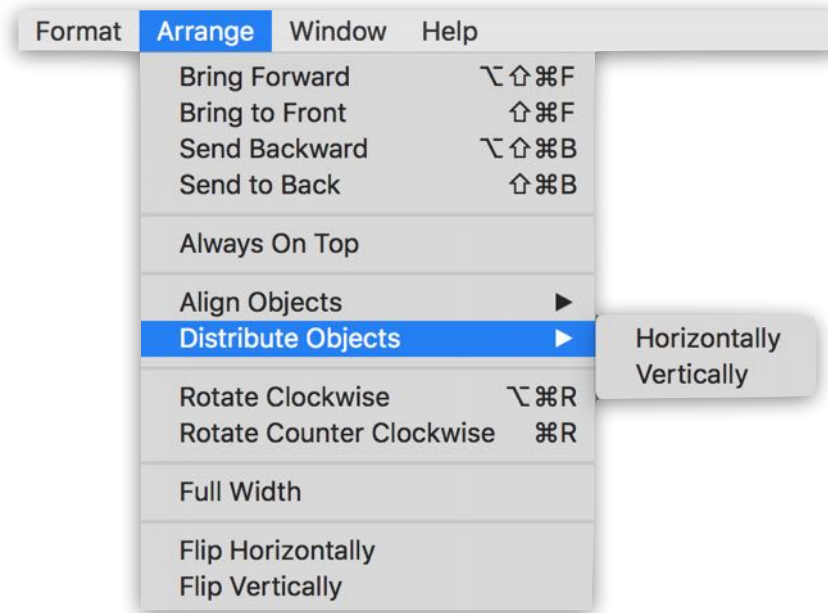 Format Arrange Window Help
Bring Forward ⌥⇧⌘F
Bring to Front ⇧⌘F
Send Backward ⌥⇧⌘B
Send to Back ⇧⌘B
Always On Top
Align Objects ▶
Distribute Objects ▶ Horizontally
Vertically
Rotate Clockwise ⌥⌘R
Rotate Counter Clockwise ⌘R
Full Width
Flip Horizontally
Flip Vertically